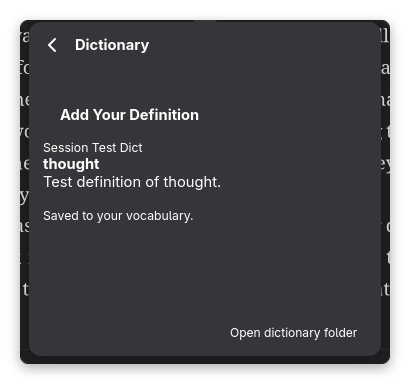 Dictionary
Add Your Definition
Session Test Dict
thought
Test definition of thought.
Saved to your vocabulary.
Open dictionary folder